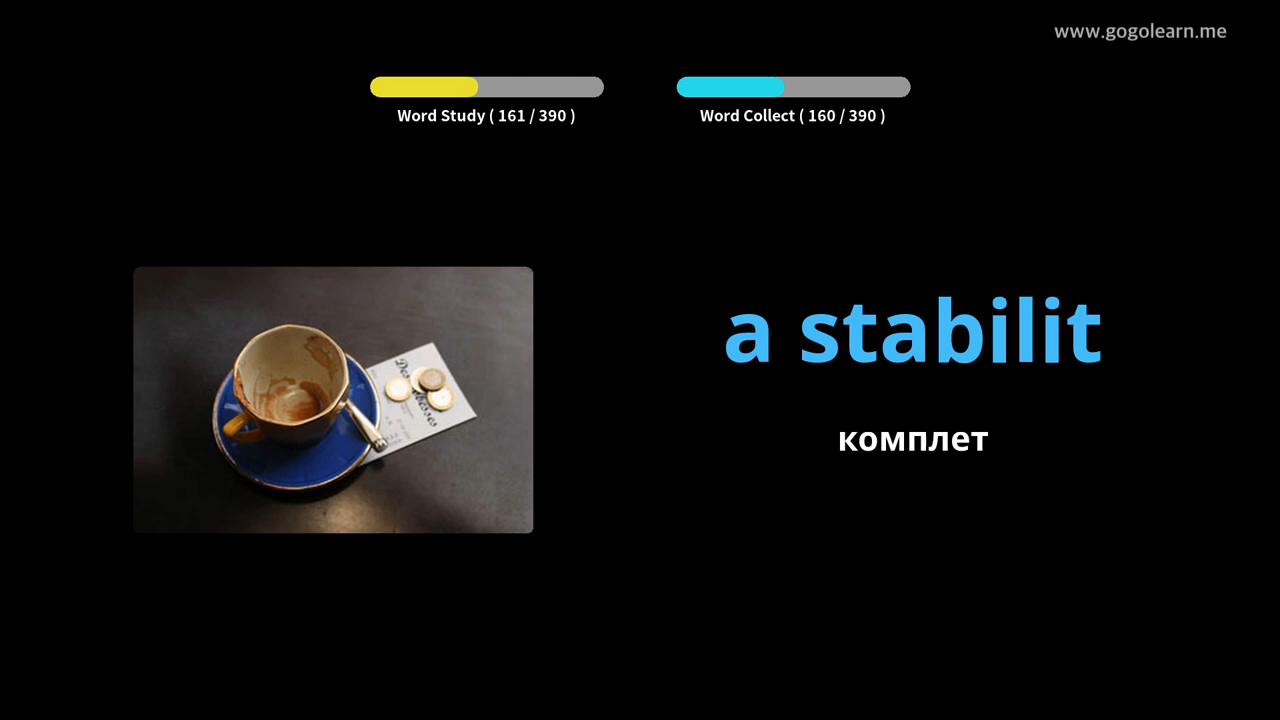 www.gogolearn.me
Word Study ( 161 / 390 )
Word Collect ( 160 / 390 )
a stabilit
комплет